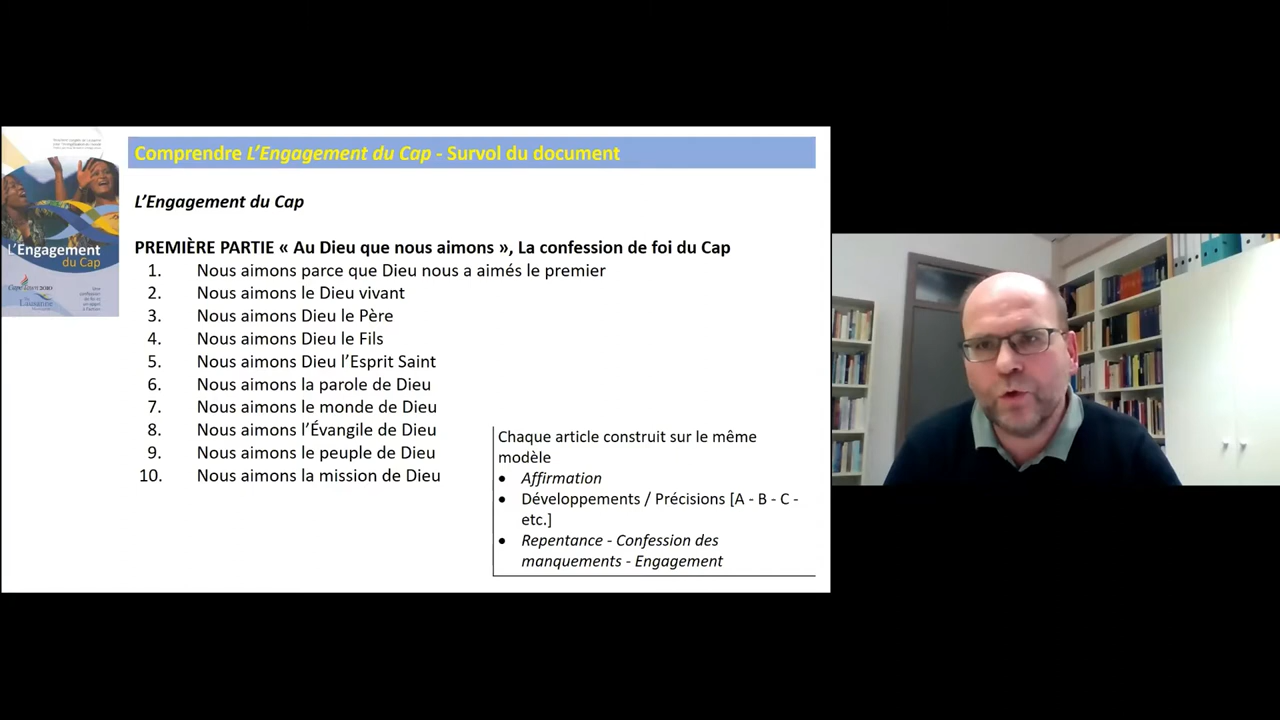 Comprendre L’Engagement du Cap - Survol du document
L’Engagement du Cap
PREMIÈRE PARTIE « Au Dieu que nous aimons », La confession de foi du Cap
1. Nous aimons parce que Dieu nous a aimés le premier
2. Nous aimons le Dieu vivant
3. Nous aimons Dieu le Père
4. Nous aimons Dieu le Fils
5. Nous aimons Dieu l’Esprit Saint
6. Nous aimons la parole de Dieu
7. Nous aimons le monde de Dieu
8. Nous aimons l’Évangile de Dieu
9. Nous aimons le peuple de Dieu
10. Nous aimons la mission de Dieu
Chaque article construit sur le même
modèle
• Affirmation
• Développements / Précisions [A - B - C -
etc.]
• Repentance - Confession des
manquements - Engagement
L’Engagement
du Cap
Cape Town 2010
Lausanne